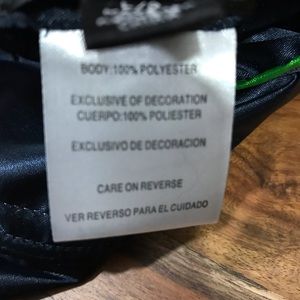 BODY:100% POLYESTER
EXCLUSIVE OF DECORATION
CUERPO:100% POLIESTER
EXCLUSIVO DE DECORACION
CARE ON REVERSE
VER REVERSO PARA EL CUIDADO